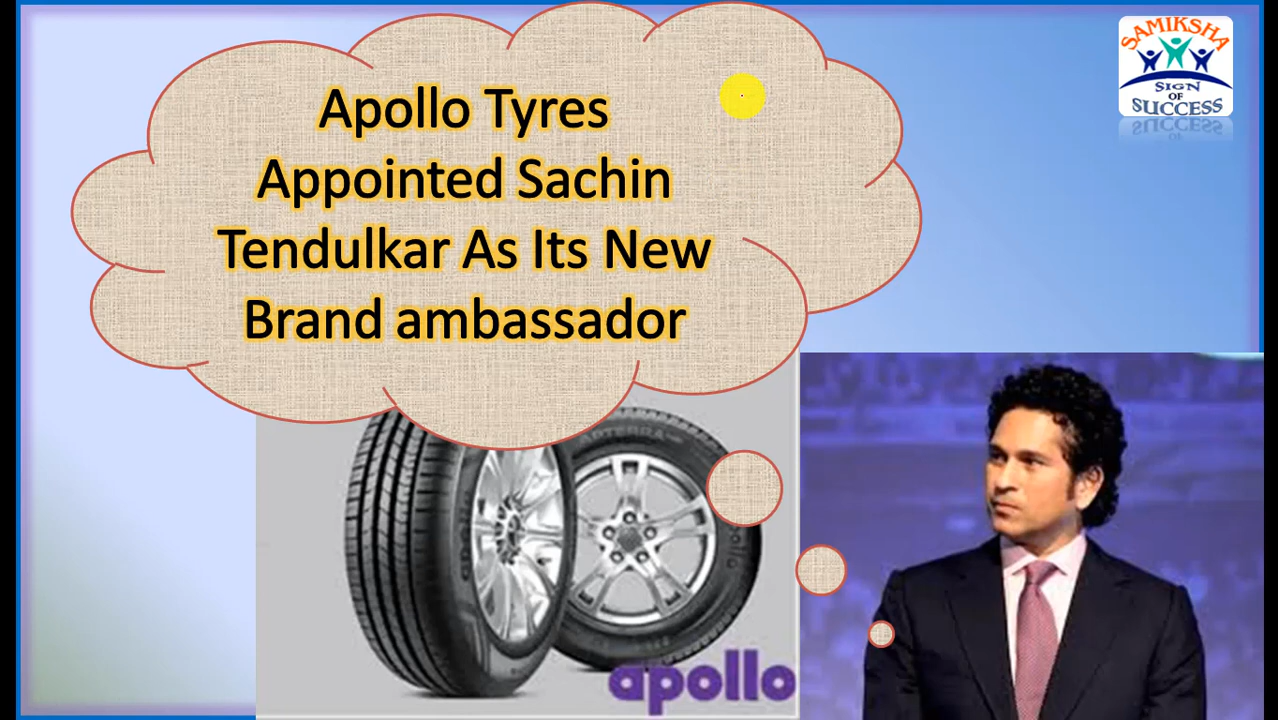 Apollo Tyres
Appointed Sachin
Tendulkar As Its New
Brand ambassador
SAMIKSHA
SIGN
OF
SUCCESS
apollo